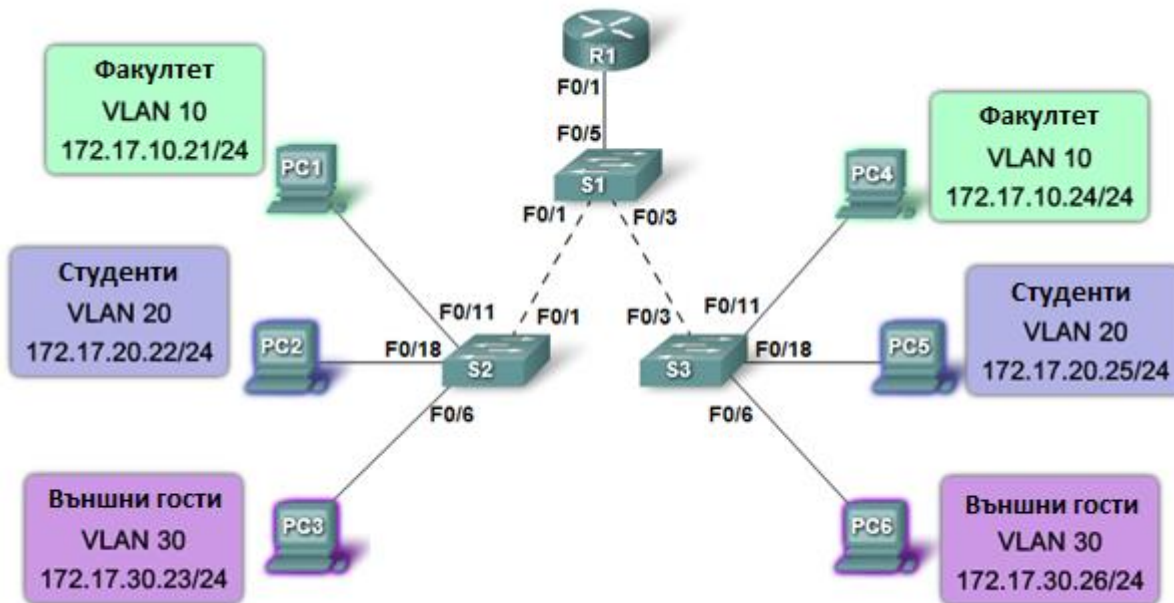 R1
F0/1
F0/5
S1
F0/1
F0/3
Факултет
VLAN 10
172.17.10.21/24
PC1
Студенти
VLAN 20
172.17.20.22/24
PC2
Външни гости
VLAN 30
172.17.30.23/24
PC3
F0/11
F0/18
F0/6
F0/1
S2
F0/3
S3
F0/11
F0/18
F0/6
PC4
Факултет
VLAN 10
172.17.10.24/24
PC5
Студенти
VLAN 20
172.17.20.25/24
PC6
Външни гости
VLAN 30
172.17.30.26/24